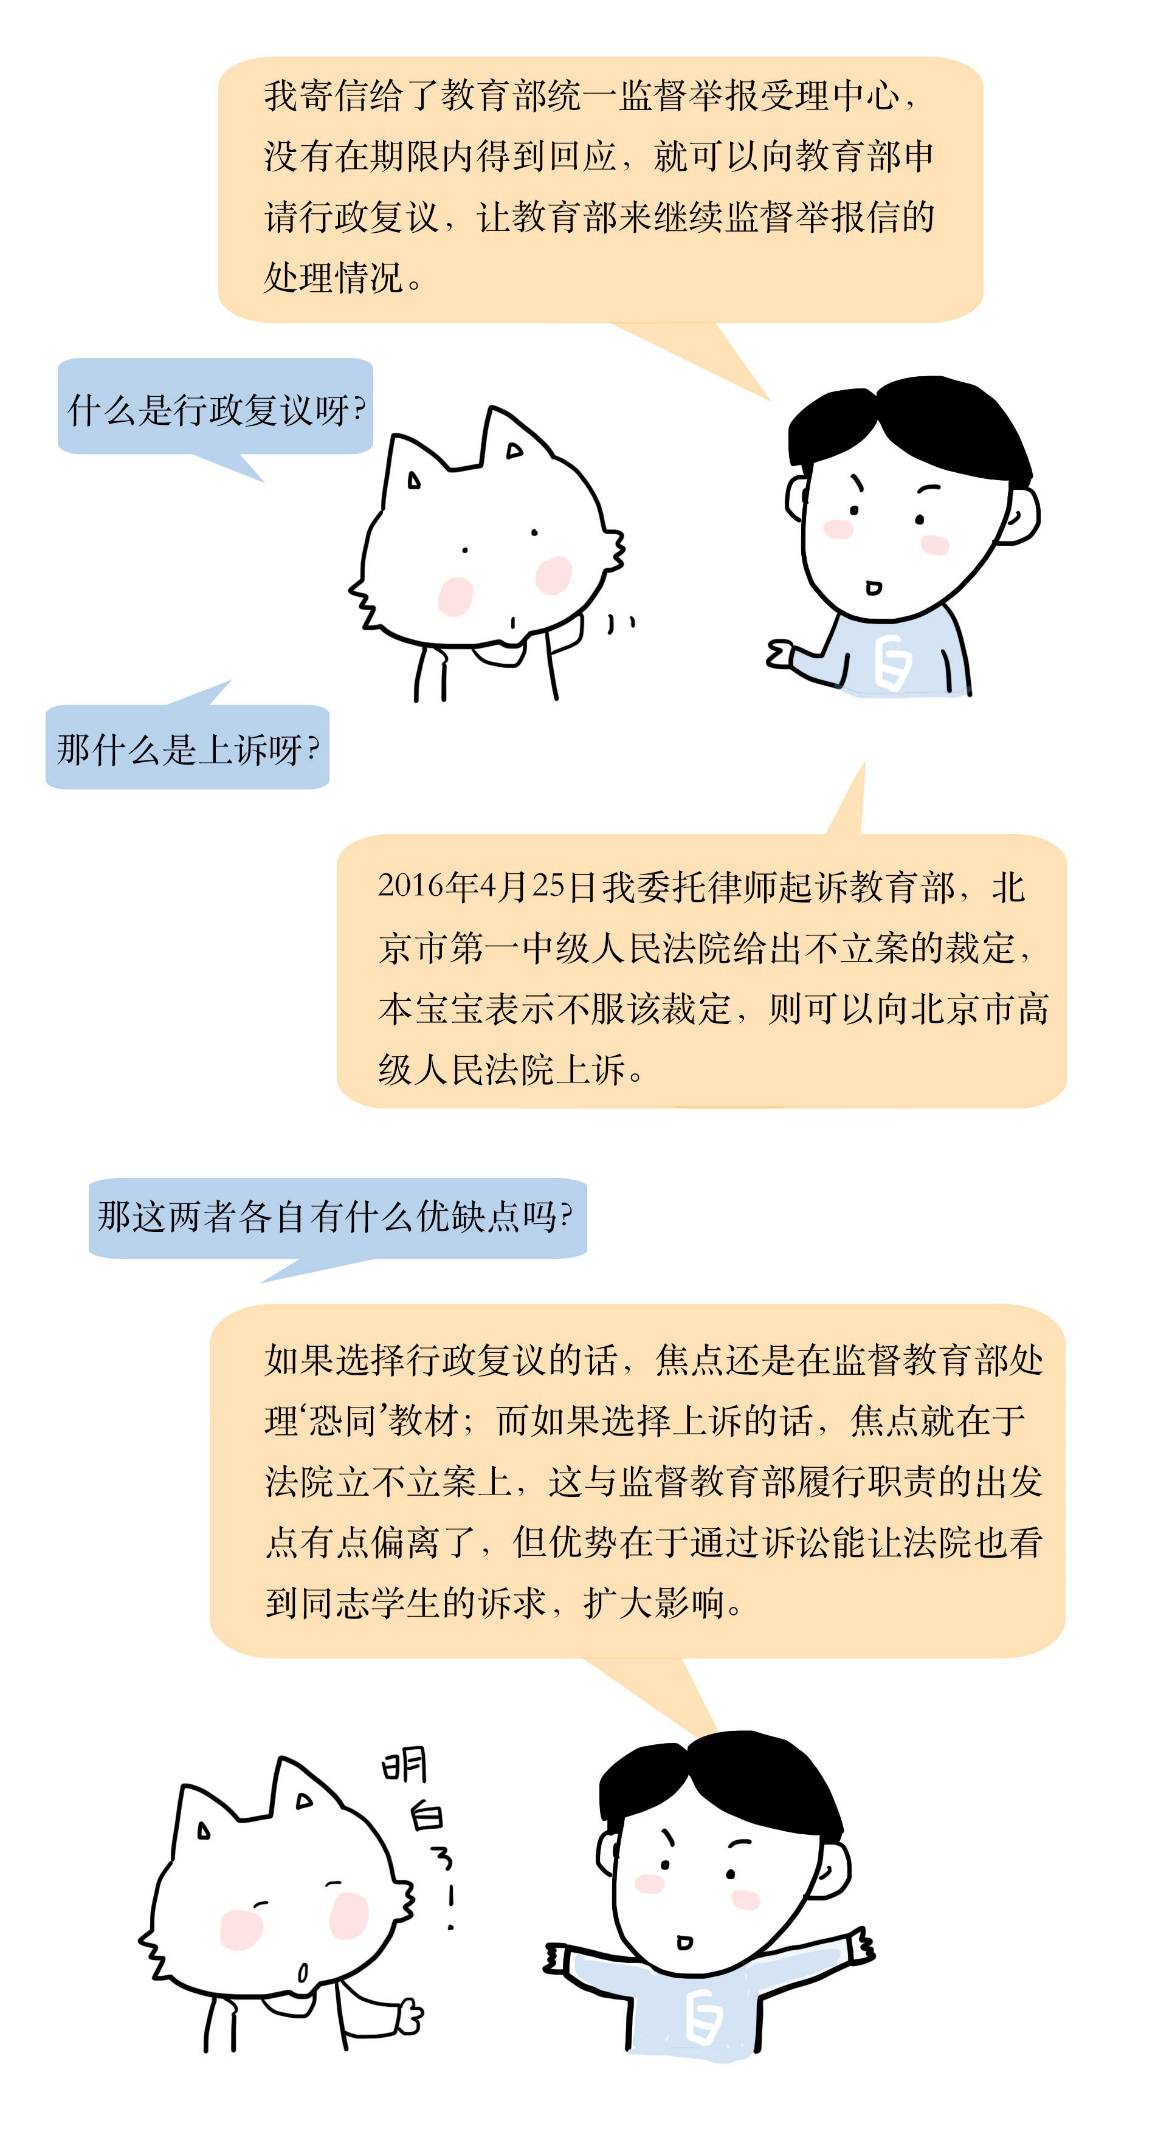 我寄信给了教育部统一监督举报受理中心，
没有在期限内得到回应，就可以向教育部申
请行政复议，让教育部来继续监督举报信的
处理情况。
什么是行政复议呀?
白
那什么是上诉呀?
2016年4月25日我委托律师起诉教育部，北
京市第一中级人民法院给出不立案的裁定，
本宝宝表示不服该裁定，则可以向北京市高
级人民法院上诉。
那这两者各自有什么优缺点吗?
如果选择行政复议的话，焦点还是在监督教育部处
理‘恐同’教材；而如果选择上诉的话，焦点就在于
法院立不立案上，这与监督教育部履行职责的出发
点有点偏离了，但优势在于通过诉讼能让法院也看
到同志学生的诉求，扩大影响。
明白了!
白